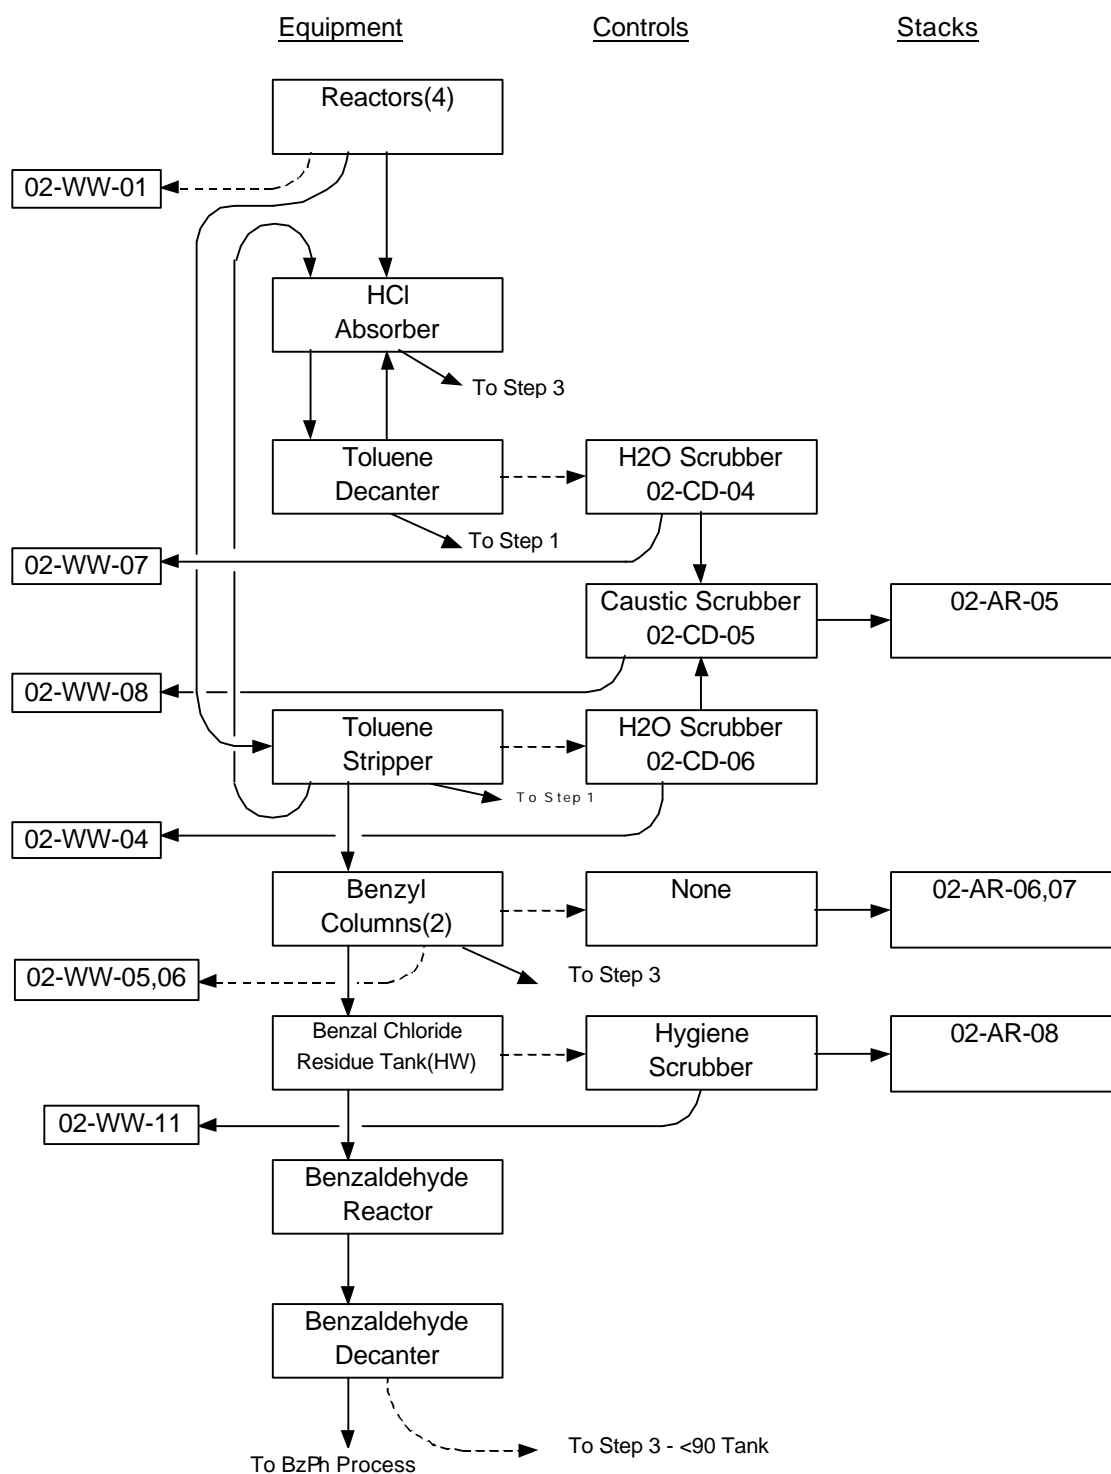 Equipment
Controls
Stacks
Reactors(4)
02-WW-01
HCl
Absorber
To Step 3
Toluene
Decanter
H2O Scrubber
02-CD-04
To Step 1
02-WW-07
Caustic Scrubber
02-CD-05
02-AR-05
02-WW-08
Toluene
Stripper
H2O Scrubber
02-CD-06
To Step 1
02-WW-04
Benzyl
Columns(2)
None
02-AR-06,07
02-WW-05,06
To Step 3
Benzal Chloride
Residue Tank(HW)
Hygiene
Scrubber
02-AR-08
02-WW-11
Benzaldehyde
Reactor
Benzaldehyde
Decanter
To Step 3 - <90 Tank
To BzPh Process